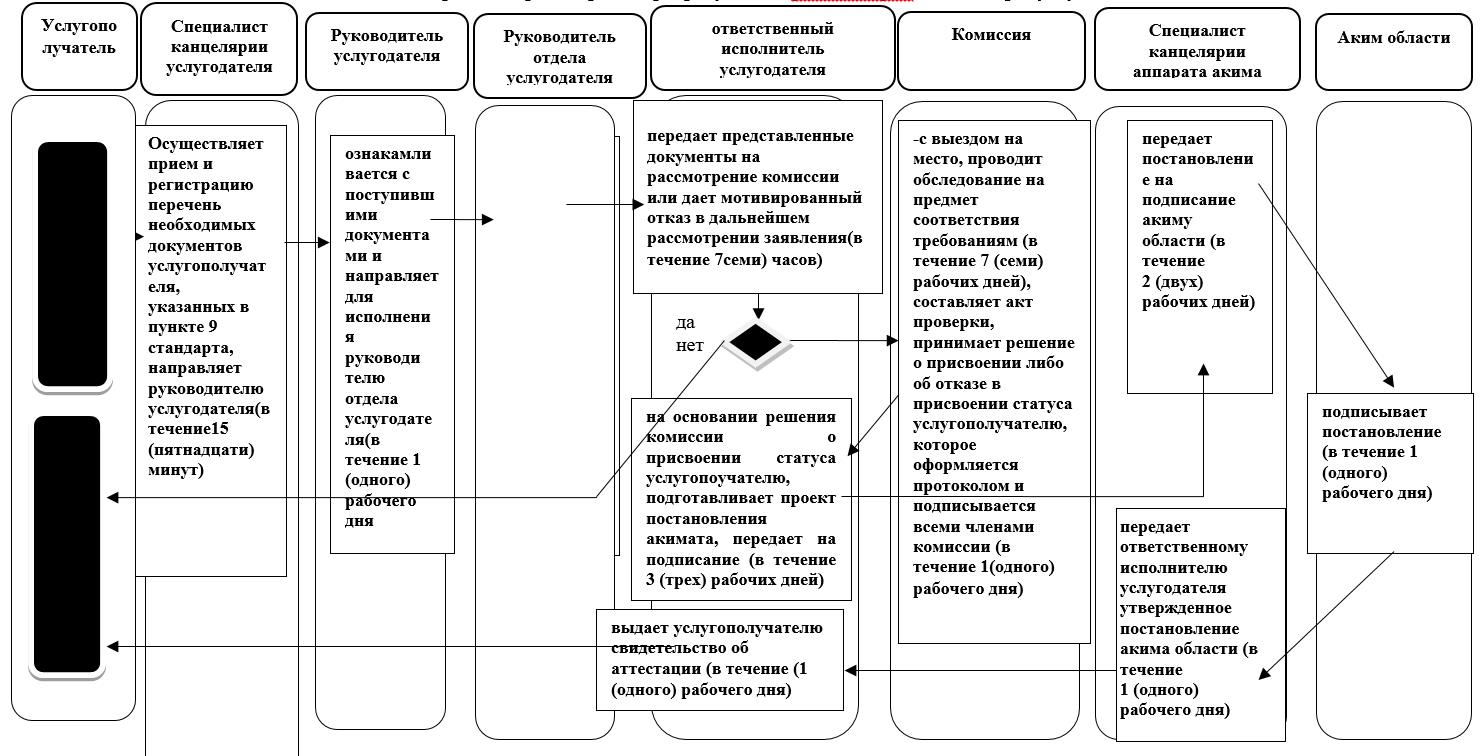 Услугопо
лучатель
Специалист
канцелярии
услугодателя
Руководитель
услугодателя
Руководитель
отдела
услугодателя
ответственный
исполнитель
услугодателя
Комиссия
Специалист
канцелярии
аппарата акима
Аким области
Осуществляет
прием и
регистрацию
перечень
необходимых
документов
услугополучат
еля,
указанных в
пункте 9
стандарта,
направляет
руководителю
услугодателя(в
течение15
(пятнадцати)
минут)
ознакамли
вается с
поступивш
ими
документа
ми и
направляет
для
исполнени
я
руководи
телю
отдела
услугодате
ля(в
течение 1
(одного)
рабочего
дня
передает представленные
документы на
рассмотрение комиссии
или дает мотивированный
отказ в дальнейшем
рассмотрении заявления(в
течение 7семи) часов)
да
нет
на основании решения
комиссии о
присвоении статуса
услугопоучателю,
подготавливает проект
постановления
акимата, передает на
подписание (в течение
3 (трех) рабочих дней)
выдает услугополучателю
свидетельство об
аттестации (в течение (1
(одного) рабочего дня)
-с выездом на
место, проводит
обследование на
предмет
соответствия
требованиям (в
течение 7 (семи)
рабочих дней),
составляет акт
проверки,
принимает решение
о присвоении либо
об отказе в
присвоении статуса
услугополучателю,
которое
оформляется
протоколом и
подписывается
всеми членами
комиссии (в
течение 1(одного)
рабочего дня)
передает
постановлени
е на
подписание
акиму
области (в
течение
2 (двух)
рабочих дней)
передает
ответственному
исполнителю
услугодателя
утвержденное
постановление
акима области (в
течение
1 (одного)
рабочего дня)
подписывает
постановление
(в течение 1
(одного)
рабочего дня)